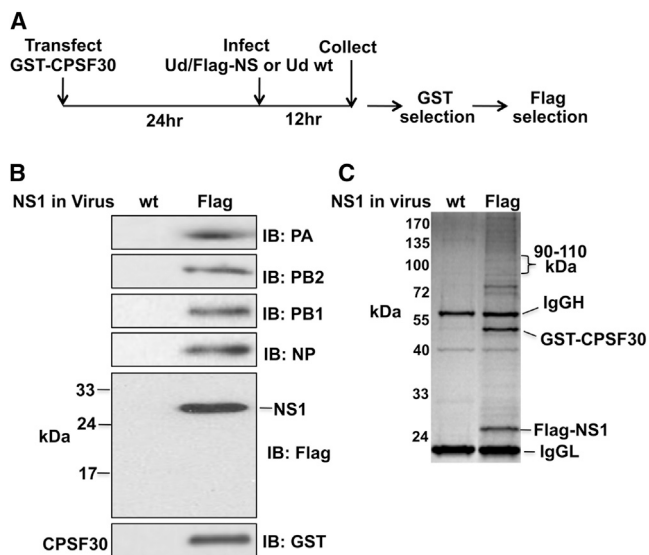 A
Transfect
GST-CPSF30
Infect
Ud/Flag-NS or Ud wt
Collect
24hr
12hr
GST
selection
Flag
selection
B
NS1 in Virus wt Flag
IB: PA
IB: PB2
IB: PB1
IB: NP
33
24
kDa
17
NS1
IB: Flag
CPSF30
IB: GST
C
NS1 in virus wt Flag
170
135
100
72
55
40
33
24
kDa
90-110
kDa
IgGH
GST-CPSF30
Flag-NS1
IgGL